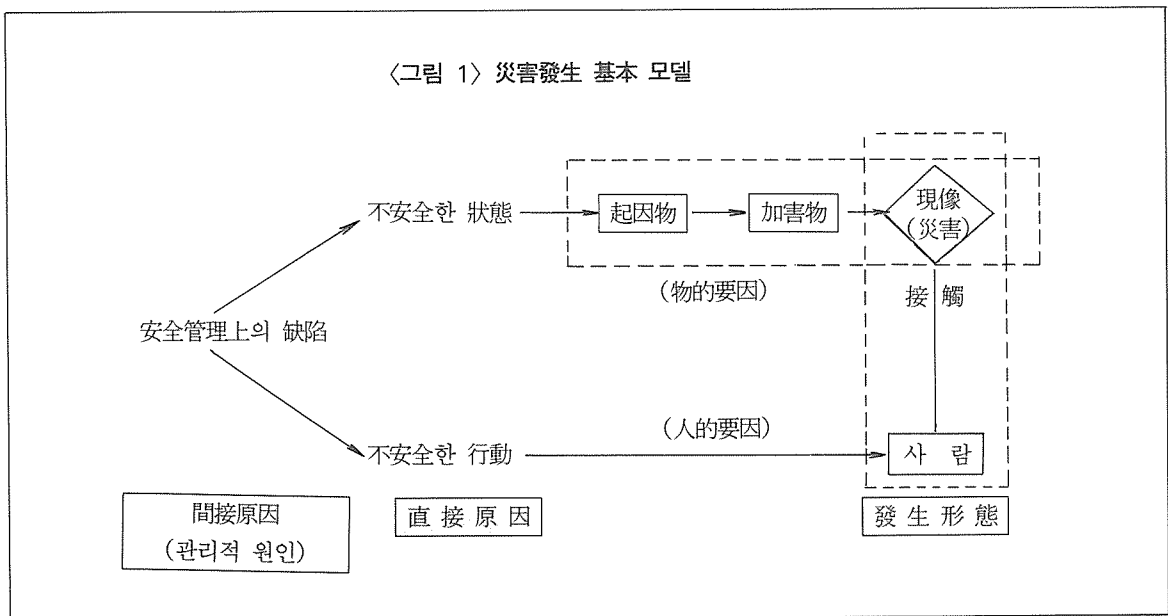 〈그림 1〉 災害發生 基本 모델
不安全한 狀態
起因物
加害物
現像
(災害)
(物的要因)
接觸
安全管理上의 缺陷
(人的要因)
不安全한 行動
사 람
間接原因
(관리적 원인)
直接原因
發生形態